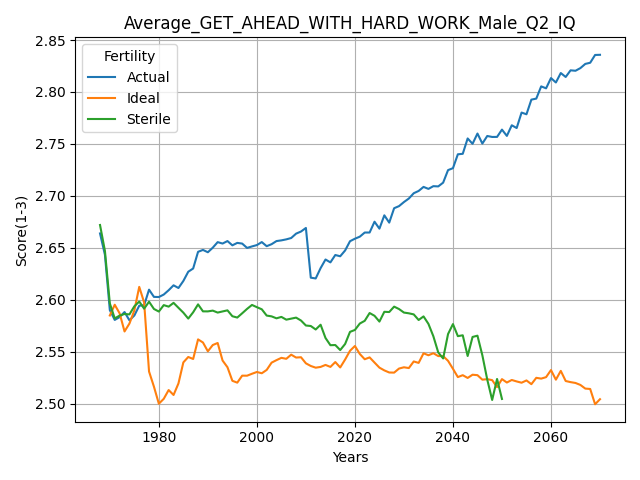 Average_GET_AHEAD_WITH_HARD_WORK_Male_Q2_IQ
Fertility
Actual
Ideal
Sterile
Score(1-3)
2.85
2.80
2.75
2.70
2.65
2.60
2.55
2.50
1980 2000 2020 2040 2060
Years